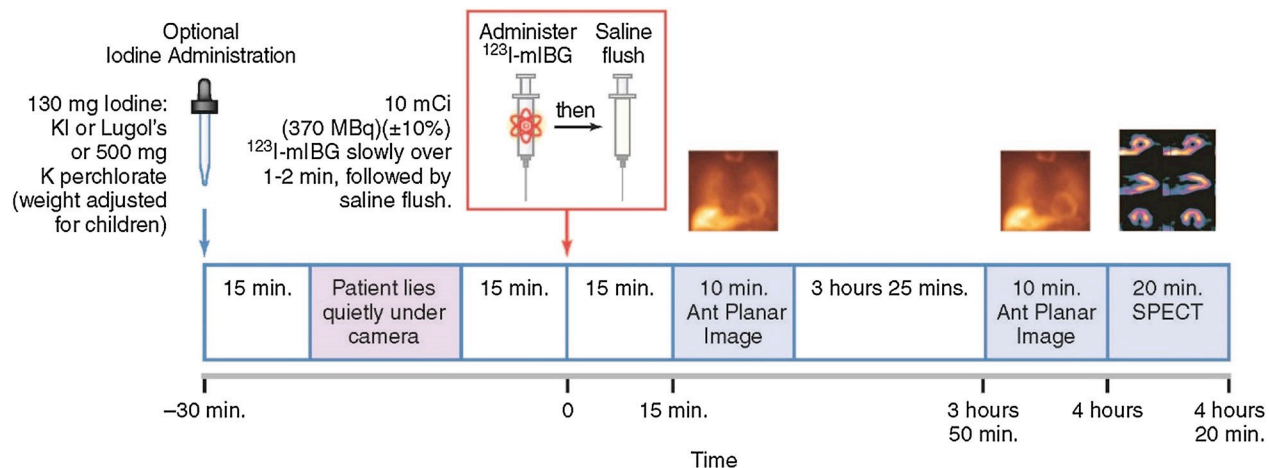 Optional
Iodine Administration
130 mg Iodine:
KI or Lugol's
or 500 mg
K perchlorate
(weight adjusted
for children)
10 mCi
(370 MBq)(±10%)
¹²³I-mIBG slowly over
1-2 min, followed by
saline flush.
Administer
¹²³I-mIBG
then
Saline
flush
15 min.
Patient lies
quietly under
camera
15 min.
15 min.
10 min.
Ant Planar
Image
3 hours 25 mins.
10 min.
Ant Planar
Image
20 min.
SPECT
–30 min.
0
15 min.
3 hours
50 min.
4 hours
4 hours
20 min.
Time